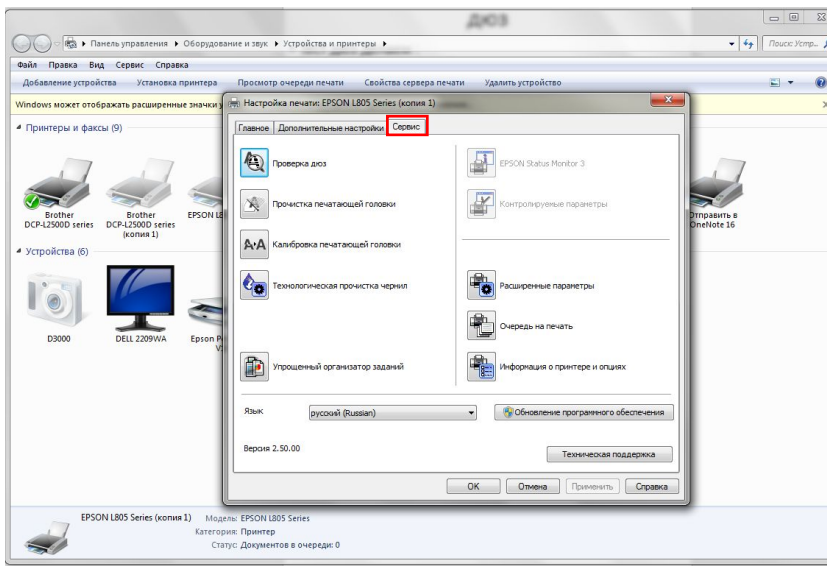 дюз
Панель управления ▸ Оборудование и звук ▸ Устройства и принтеры ▸
Поиск: Устр...
Файл Правка Вид Сервис Справка
Добавление устройства Установка принтера Просмотр очереди печати Свойства сервера печати Удалить устройство
Windows может отображать расширенные значки
Настройка печати: EPSON L805 Series (копия 1)
Главное Дополнительные настройки Сервис
Принтеры и факсы (9)
Проверка дюз
EPSON Status Monitor 3
Прочистка печатающей головки
Контролируемые параметры
Brother
DCP-L2500D series
Brother
DCP-L2500D series
(копия 1)
EPSON L8
Отправить в
OneNote 16
Калибровка печатающей головки
Устройства (6)
Технологическая прочистка чернил
Расширенные параметры
Очередь на печать
D3000
DELL 2209WA
Epson P
V
Упрощенный организатор заданий
Информация о принтере и опциях
Язык
русский (Russian)
Обновление программного обеспечения
Версия 2.50.00
Техническая поддержка
OK Отмена Применить Справка
EPSON L805 Series (копия 1) Модель: EPSON L805 Series
Категория: Принтер
Статус: Документов в очереди: 0